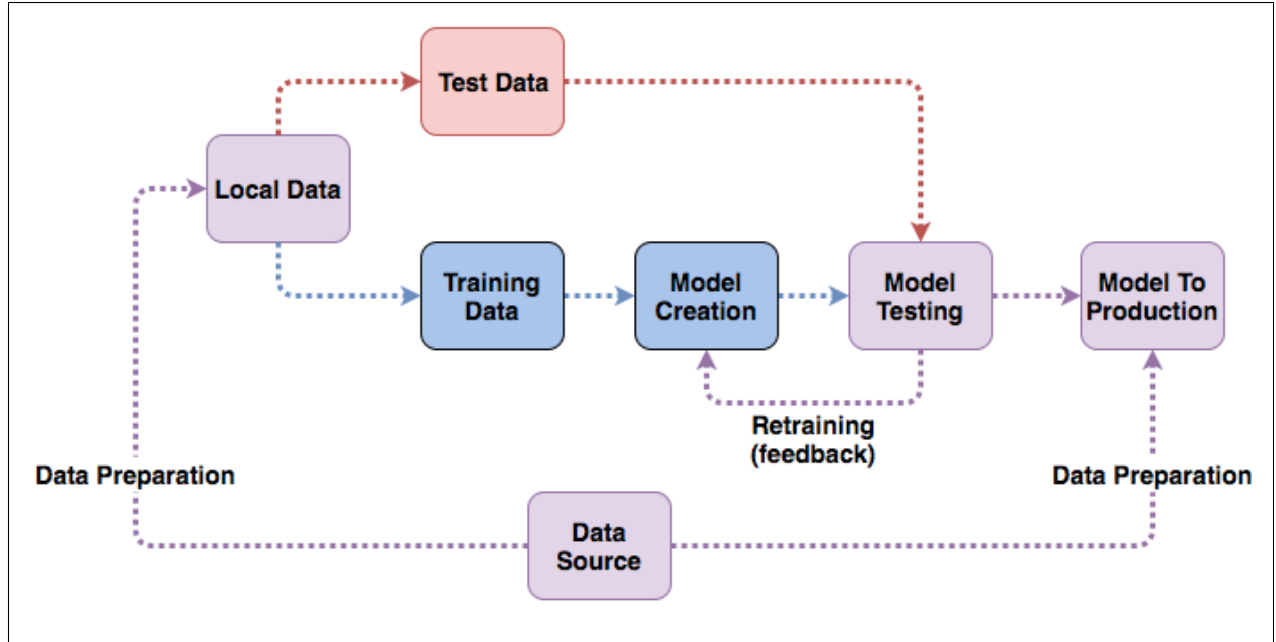 Test Data
Local Data
Training
Data
Model
Creation
Model
Testing
Model To
Production
Retraining
(feedback)
Data Preparation
Data Preparation
Data
Source